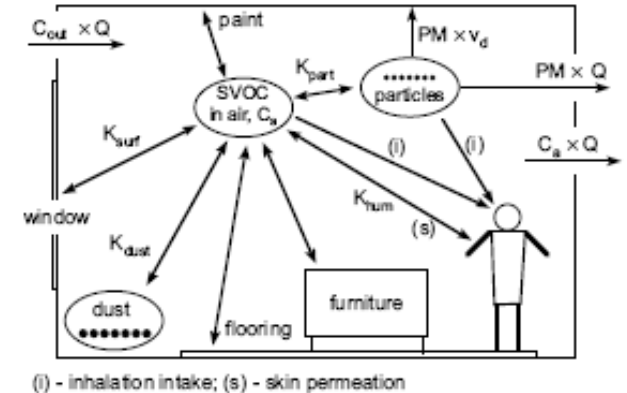 C_out × Q
paint
PM × v_d
K_part
PM × Q
SVOC
in air, C_a
particles
K_surf
(i)
(i)
C_a × Q
K_hum
window
(s)
K_dust
dust
furniture
flooring
(i) - inhalation intake; (s) - skin permeation